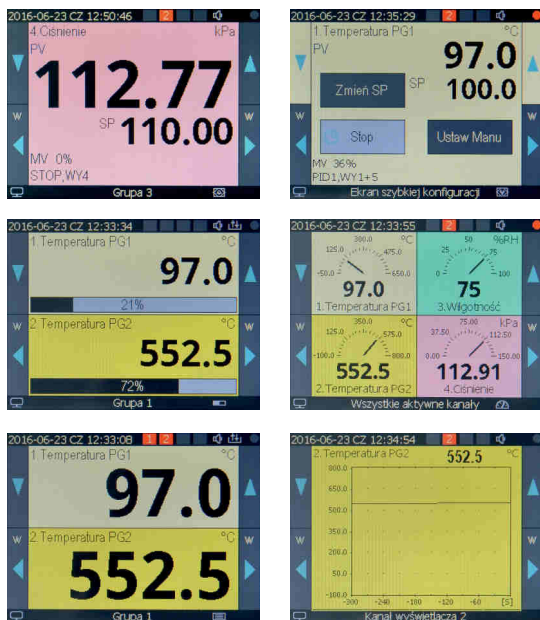 2016-06-23 CZ 12:50:46 2
4.Ciśnienie kPa
PV
112.77
SP 110.00
W W
MV 0%
STOP,WY4
Grupa 3
2016-06-23 CZ 12:35:29 2
1.Temperatura PG1 °C
PV
97.0
Zmień SP SP 100.0
W W
Stop Ustaw Manu
MV 36%
PID1,WY1+5
Ekran szybkiej konfiguracji
2016-06-23 CZ 12:33:34
1.Temperatura PG1 °C
97.0
21%
W W
2.Temperatura PG2 °C
552.5
72%
Grupa 1
2016-06-23 CZ 12:33:55 2
300.0 °C
125.0 475.0
-50.0 650.0
97.0
1.Temperatura PG1
50 %RH
25 75
0 100
75
3.Wilgotność
W W
350.0 °C
125.0 575.0
-100.0 800.0
552.5
2.Temperatura PG2
75.00 kPa
37.50 112.50
0.00 150.00
112.91
4.Ciśnienie
Wszystkie aktywne kanały
2016-06-23 CZ 12:33:08 1 2
1.Temperatura PG1 °C
97.0
W W
2.Temperatura PG2 °C
552.5
Grupa 1
2016-06-23 CZ 12:34:54 2
2.Temperatura PG2 552.5 °C
800.0
650.0
500.0
W W
350.0
200.0
50.0
-100.0
-300 -240 -180 -120 -60 [S]
Kanał wyświetlacza 2